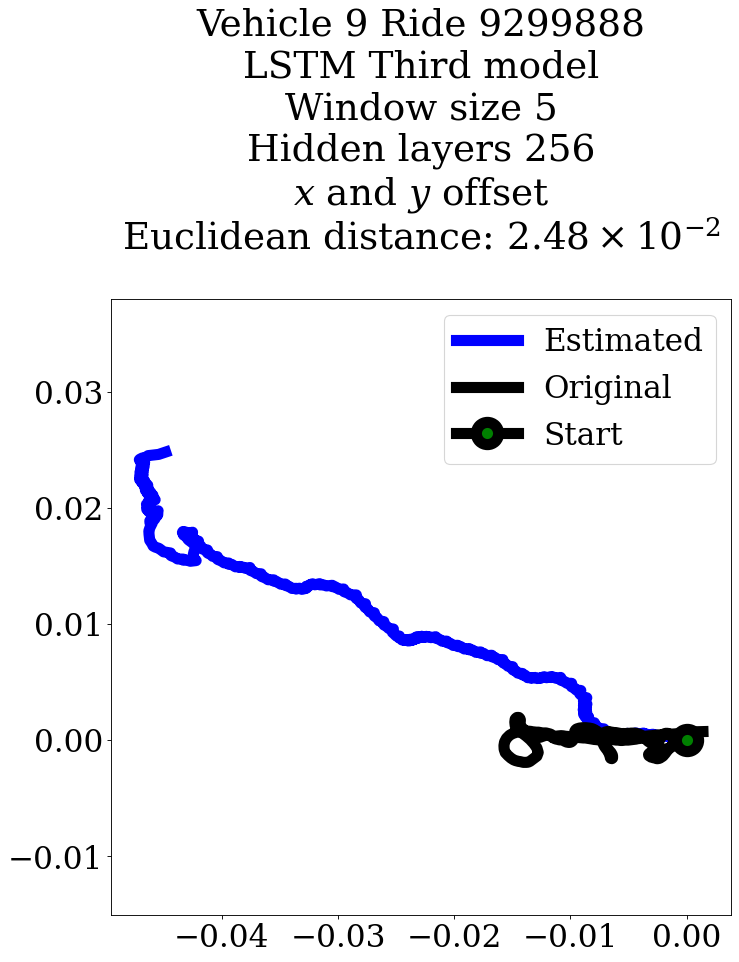 Vehicle 9 Ride 9299888
LSTM Third model
Window size 5
Hidden layers 256
x and y offset
Euclidean distance: 2.48 × 10⁻²
Estimated
Original
Start
0.03
0.02
0.01
0.00
−0.01
−0.04 −0.03 −0.02 −0.01 0.00